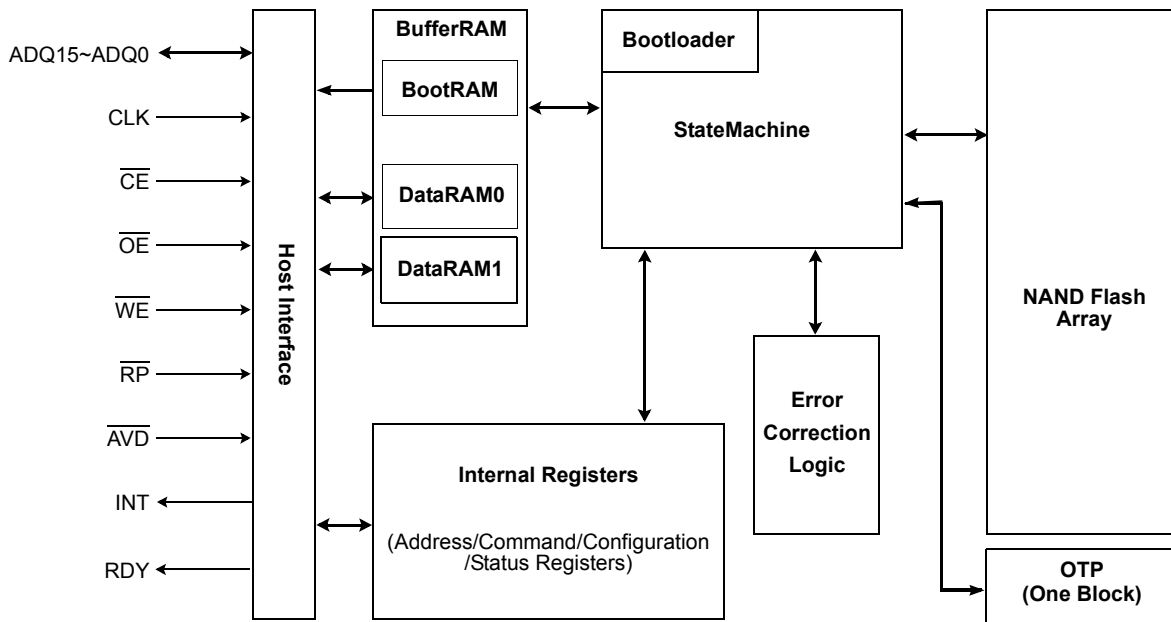 ADQ15~ADQ0
CLK
CE
OE
WE
RP
AVD
INT
RDY
Host Interface
BufferRAM
BootRAM
DataRAM0
DataRAM1
Bootloader
StateMachine
Internal Registers
(Address/Command/Configuration
/Status Registers)
Error
Correction
Logic
NAND Flash
Array
OTP
(One Block)